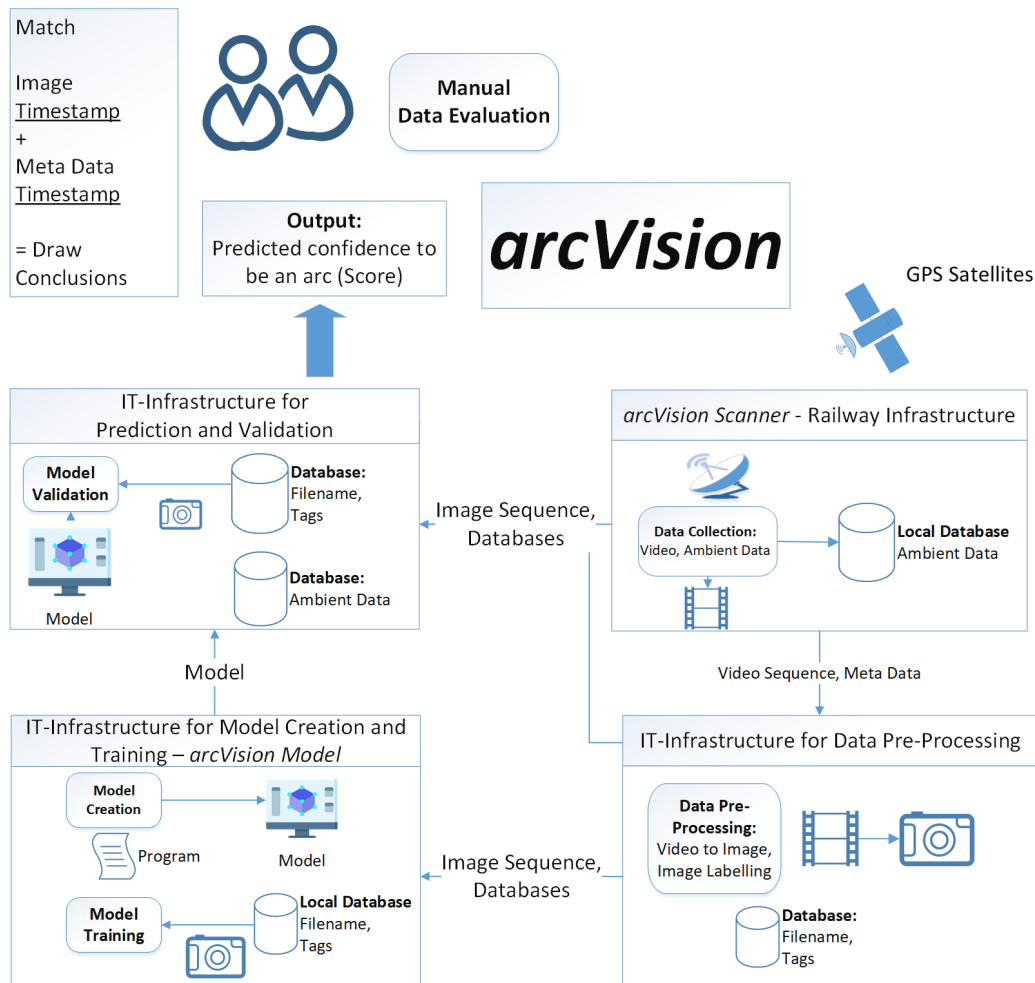 Match
Image
Timestamp
+
Meta Data
Timestamp
= Draw
Conclusions
Manual
Data Evaluation
Output:
Predicted confidence to
be an arc (Score)
arcVision
GPS Satellites
IT-Infrastructure for
Prediction and Validation
Model
Validation
Database:
Filename,
Tags
Model
Database:
Ambient Data
Image Sequence,
Databases
arcVision Scanner - Railway Infrastructure
Data Collection:
Video, Ambient Data
Local Database
Ambient Data
Model
Video Sequence, Meta Data
IT-Infrastructure for Model Creation and
Training – arcVision Model
Model
Creation
Program
Model
Model
Training
Local Database
Filename,
Tags
Image Sequence,
Databases
IT-Infrastructure for Data Pre-Processing
Data Pre-
Processing:
Video to Image,
Image Labelling
Database:
Filename,
Tags